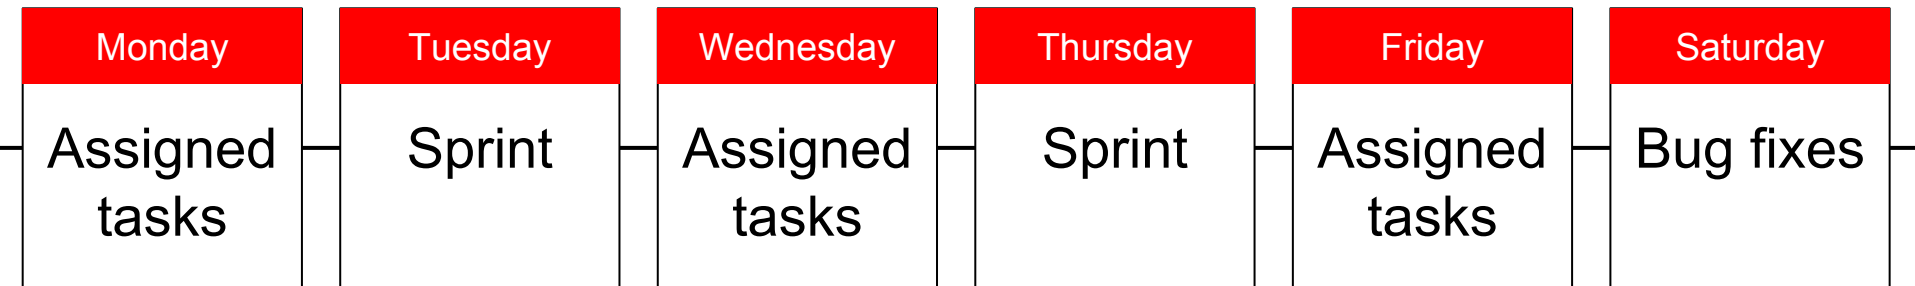 Monday
Assigned
tasks
Tuesday
Sprint
Wednesday
Assigned
tasks
Thursday
Sprint
Friday
Assigned
tasks
Saturday
Bug fixes